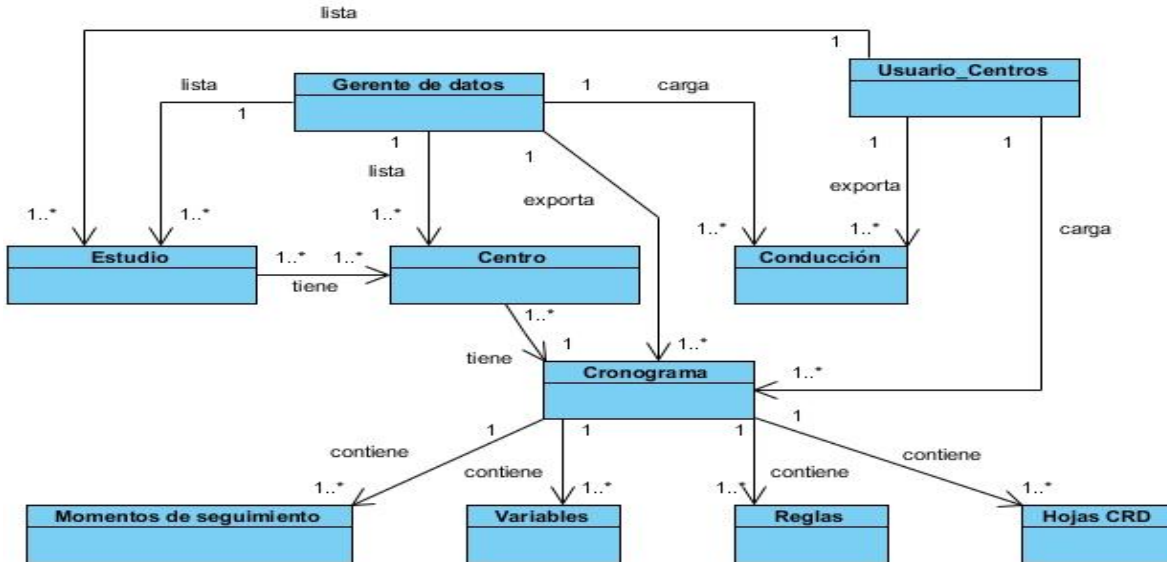 lista
1
Usuario_Centros
lista
Gerente de datos
1
carga
1
1
1
1
1
lista
exporta
exporta
carga
1..*
1..*
1..*
1..*
1..*
Estudio
1..*
1..*
tiene
Centro
Conducción
1..*
1
tiene
1..*
Cronograma
1..*
1
1
1
1
contiene
contiene
contiene
contiene
1..*
1..*
1..*
1..*
Momentos de seguimiento
Variables
Reglas
Hojas CRD